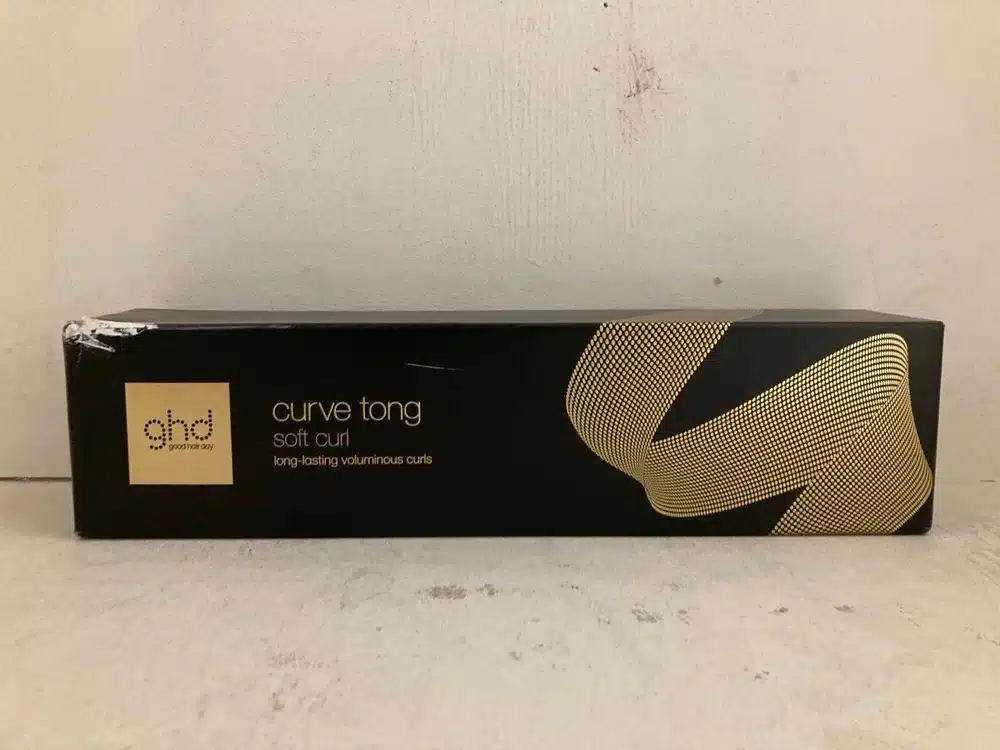 ghd
good hair day
curve tong
soft curl
long-lasting voluminous curls